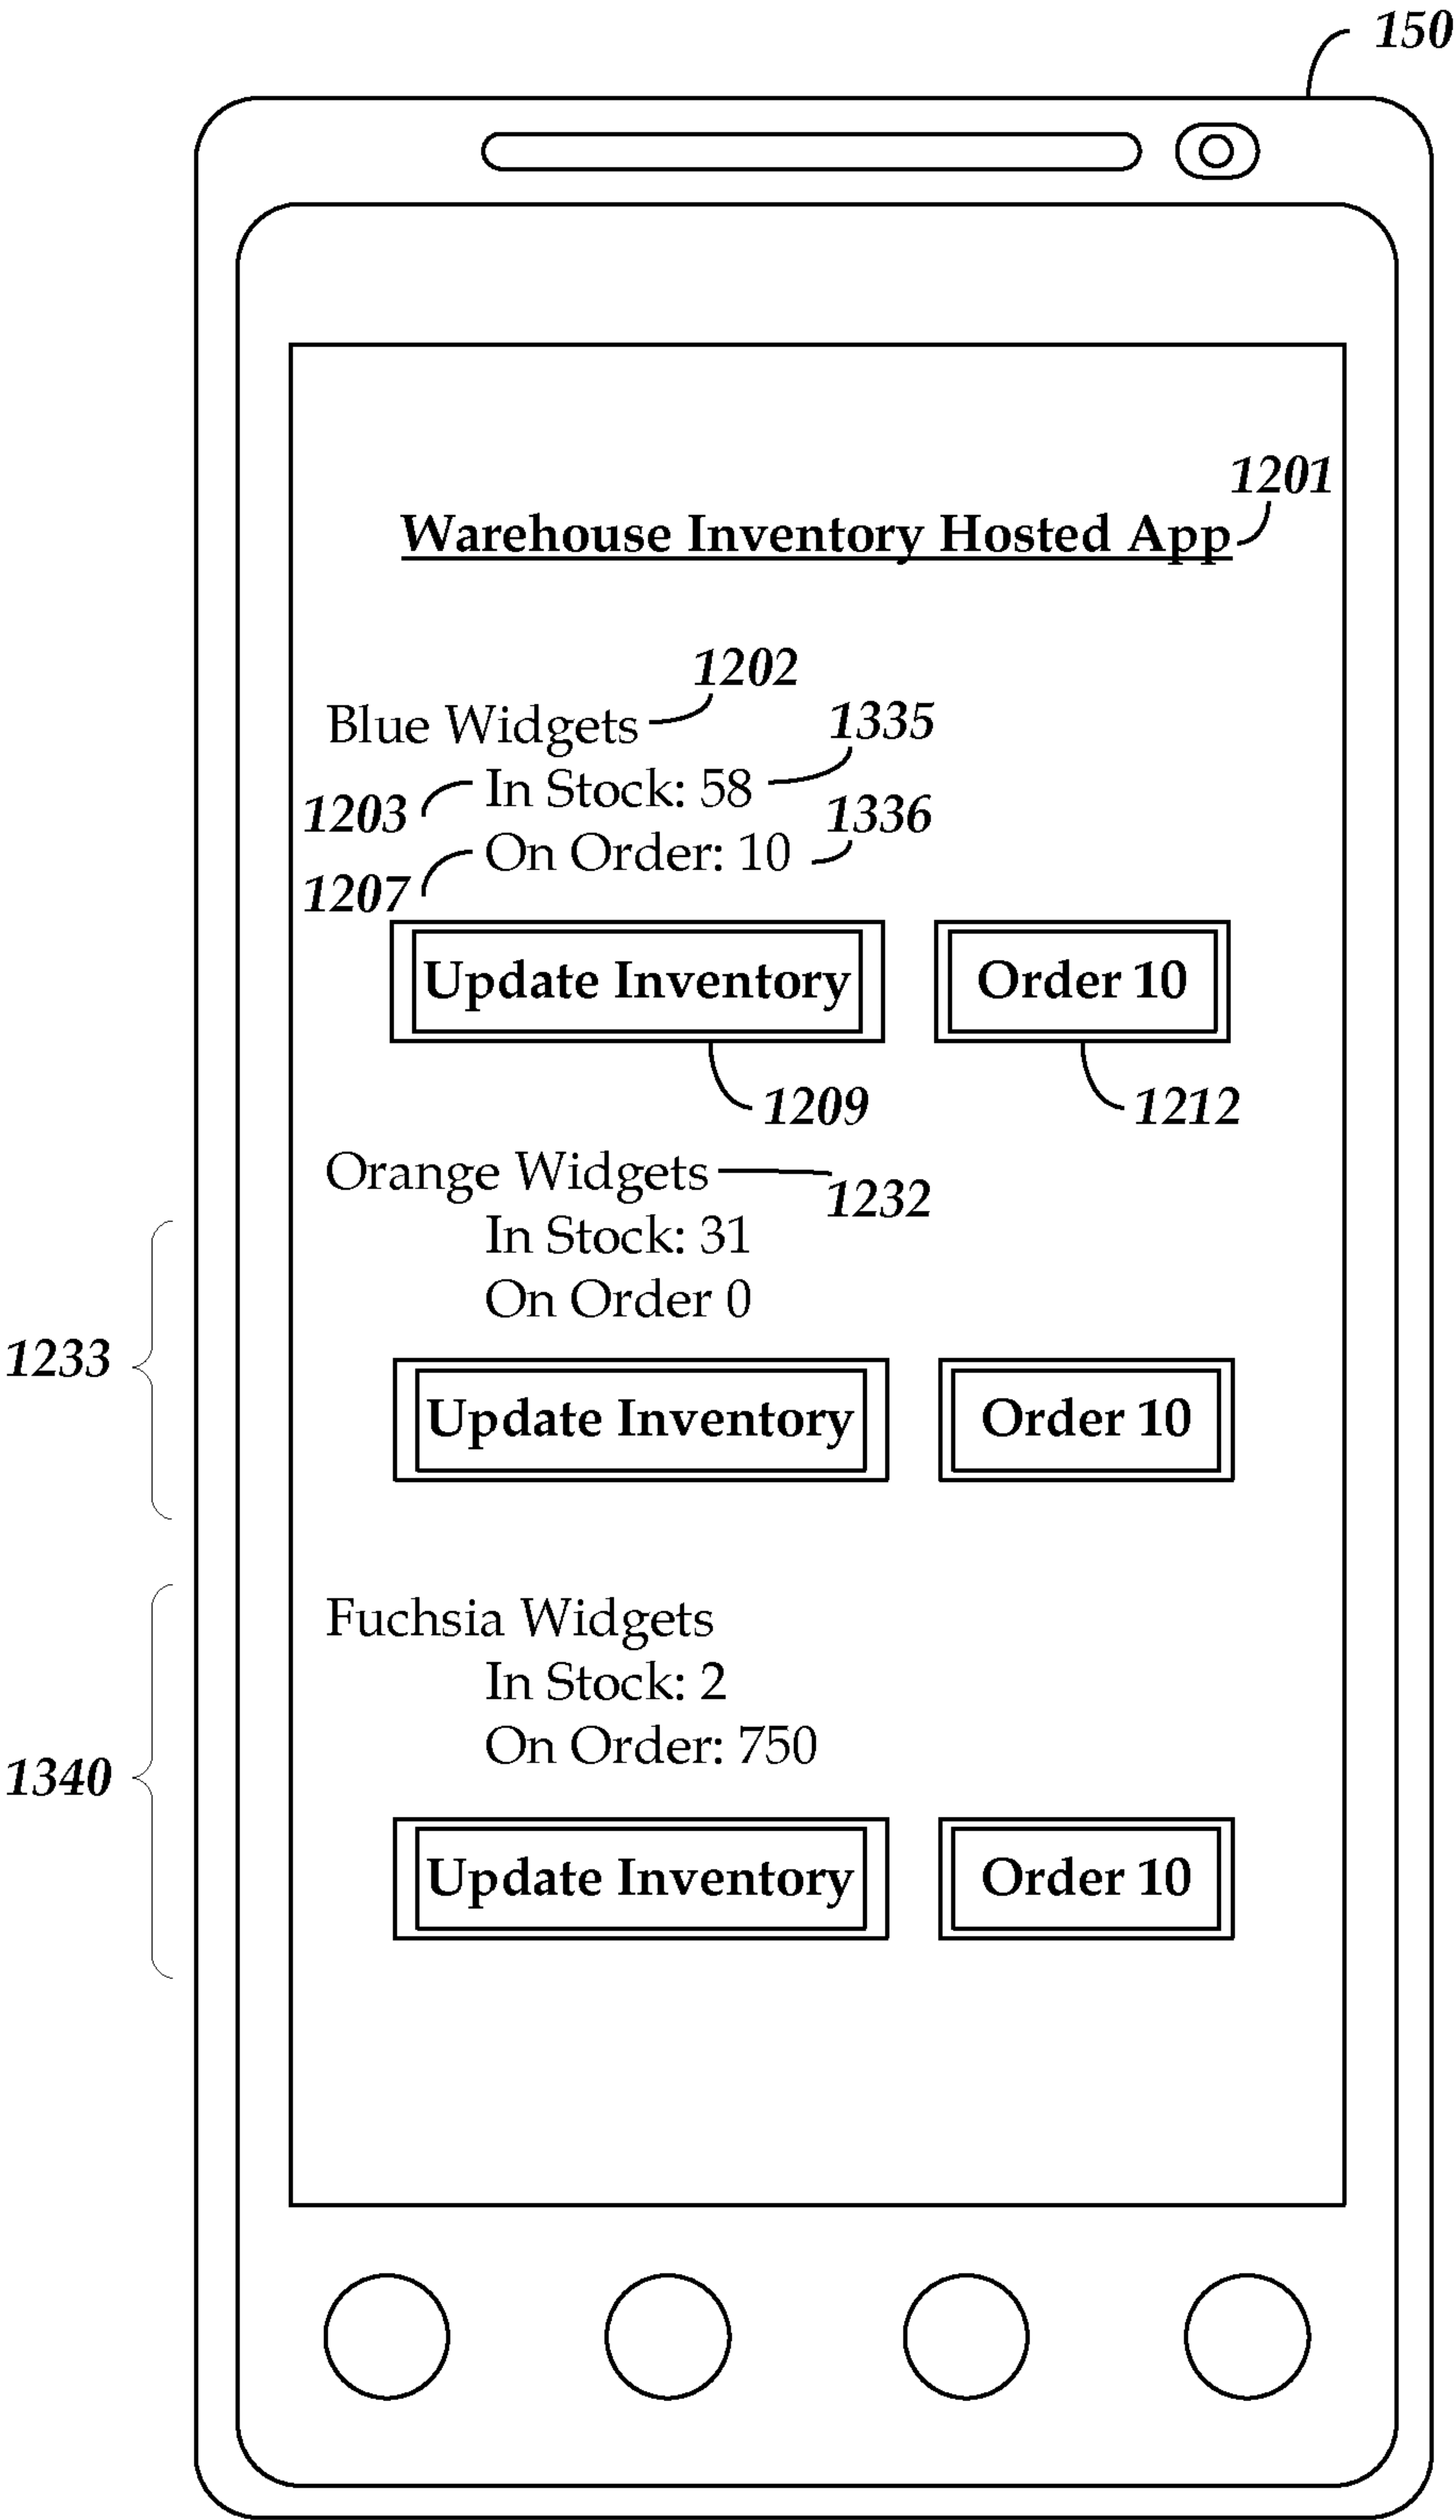 150
1201
Warehouse Inventory Hosted App
1202
Blue Widgets
1335
In Stock: 58
1203
1336
On Order: 10
1207
Update Inventory
Order 10
1209
1212
Orange Widgets
1232
In Stock: 31
On Order 0
1233
Update Inventory
Order 10
Fuchsia Widgets
In Stock: 2
On Order: 750
1340
Update Inventory
Order 10